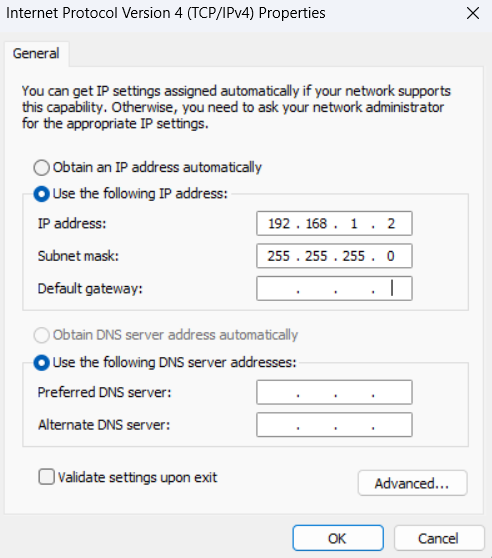 Internet Protocol Version 4 (TCP/IPv4) Properties
General
You can get IP settings assigned automatically if your network supports
this capability. Otherwise, you need to ask your network administrator
for the appropriate IP settings.
Obtain an IP address automatically
Use the following IP address:
IP address: 192 . 168 . 1 . 2
Subnet mask: 255 . 255 . 255 . 0
Default gateway: . . .
Obtain DNS server address automatically
Use the following DNS server addresses:
Preferred DNS server: . . .
Alternate DNS server: . . .
Validate settings upon exit
Advanced...
OK Cancel